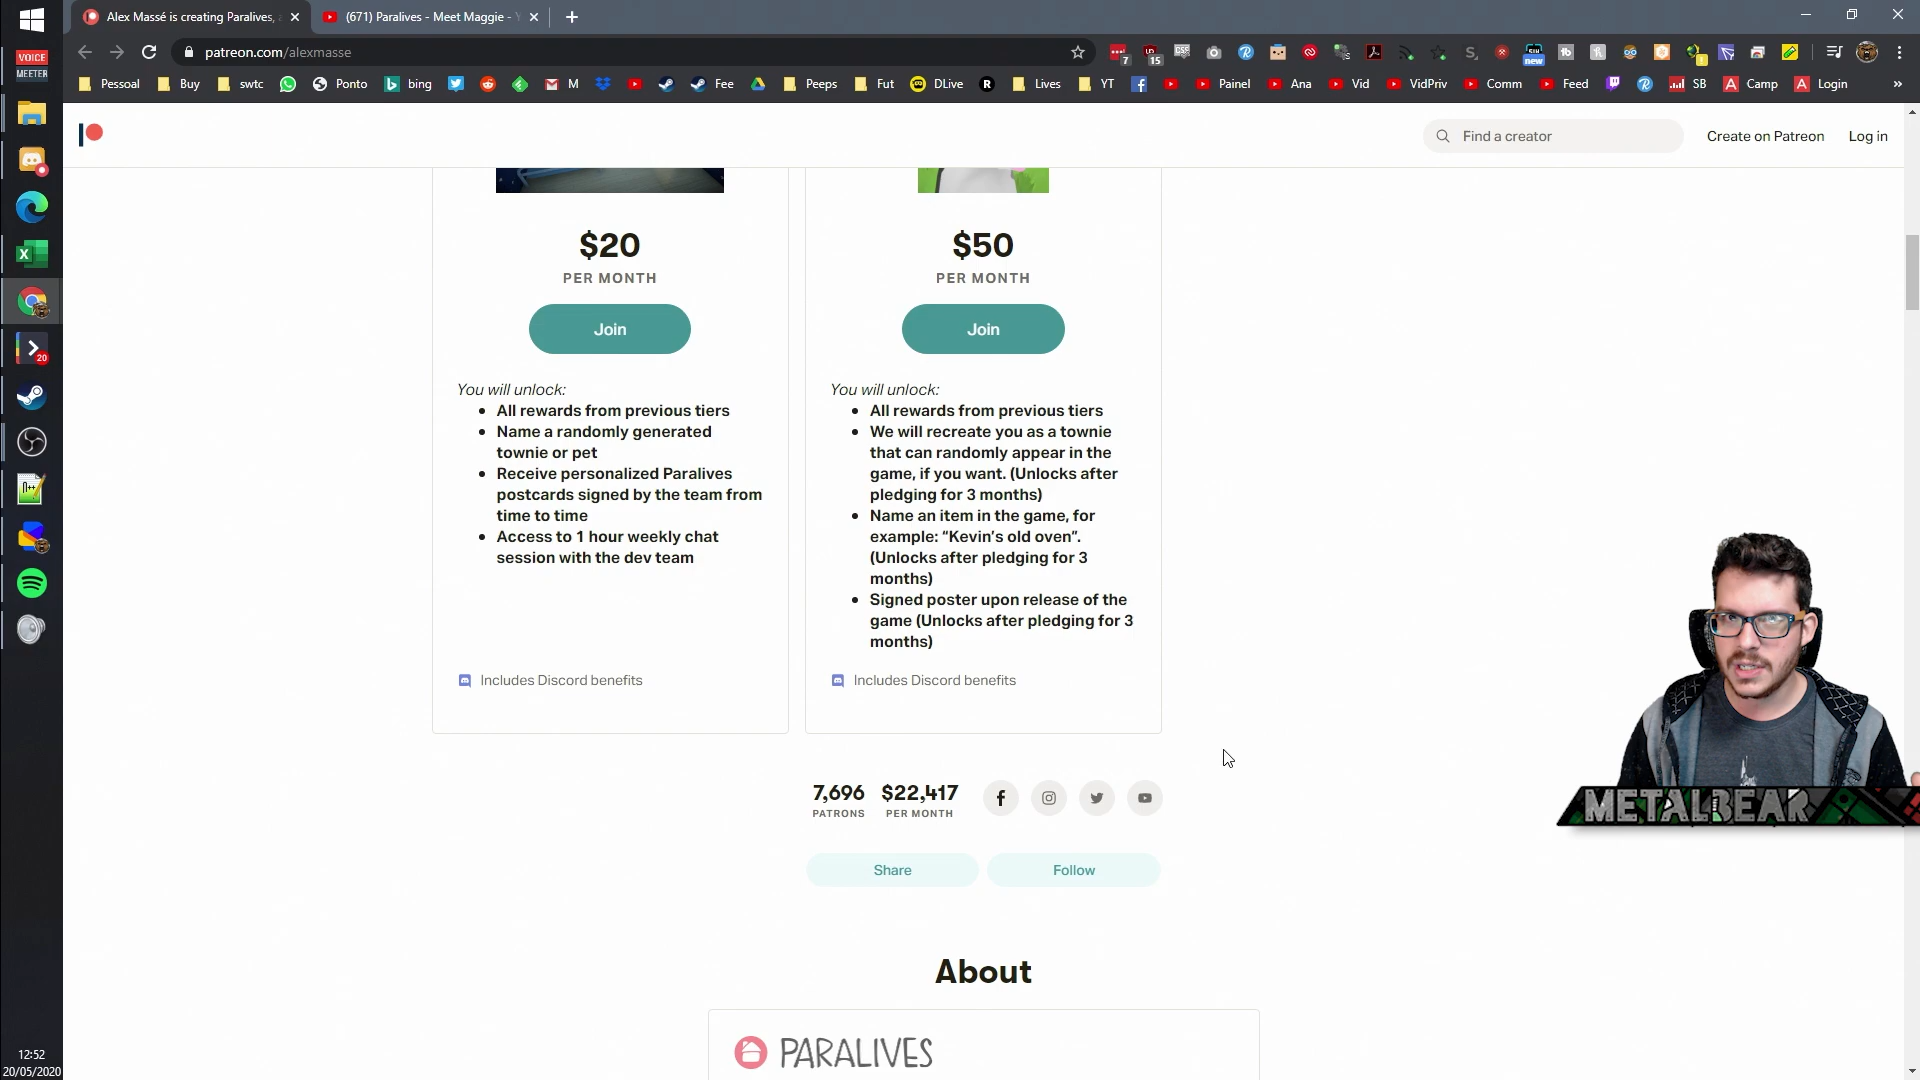 Alex Massé is creating Paralives, a
(671) Paralives - Meet Maggie - Y
patreon.com/alexmasse
7
15
new
Pessoal
Buy
swtc
Ponto
bing
M
Fee
Peeps
Fut
DLive
Lives
YT
Painel
Ana
Vid
VidPriv
Comm
Feed
SB
Camp
Login
VOICE
MEETER
20
Find a creator
Create on Patreon
Log in
$20
PER MONTH
Join
You will unlock:
• All rewards from previous tiers
• Name a randomly generated
townie or pet
• Receive personalized Paralives
postcards signed by the team from
time to time
• Access to 1 hour weekly chat
session with the dev team
Includes Discord benefits
$50
PER MONTH
Join
You will unlock:
• All rewards from previous tiers
• We will recreate you as a townie
that can randomly appear in the
game, if you want. (Unlocks after
pledging for 3 months)
• Name an item in the game, for
example: “Kevin’s old oven”.
(Unlocks after pledging for 3
months)
• Signed poster upon release of the
game (Unlocks after pledging for 3
months)
Includes Discord benefits
7,696
PATRONS
$22,417
PER MONTH
Share
Follow
METALBEAR
About
PARALIVES
12:52
20/05/2020